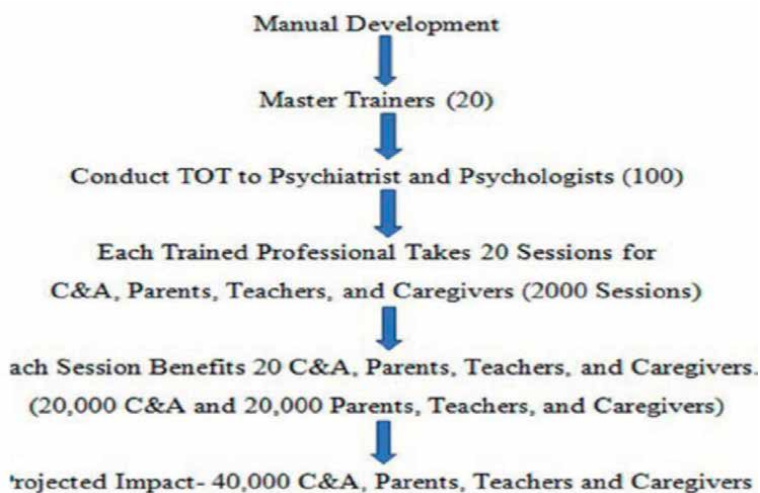 Manual Development
Master Trainers (20)
Conduct TOT to Psychiatrist and Psychologists (100)
Each Trained Professional Takes 20 Sessions for
C&A, Parents, Teachers, and Caregivers (2000 Sessions)
ach Session Benefits 20 C&A, Parents, Teachers, and Caregivers.
(20,000 C&A and 20,000 Parents, Teachers, and Caregivers)
rojected Impact- 40,000 C&A, Parents, Teachers and Caregivers